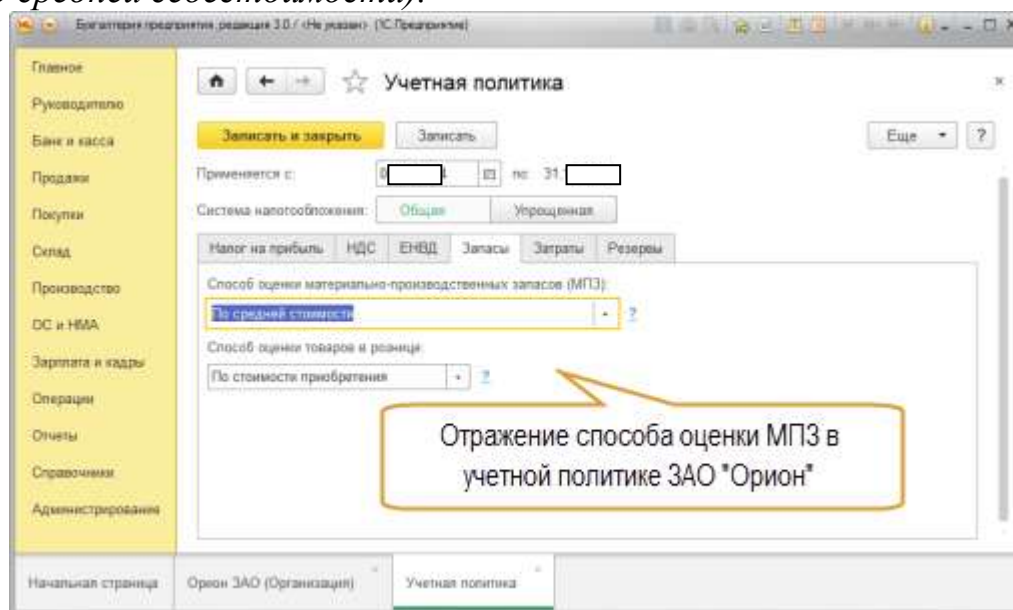 средней себестоимости).
Бухгалтерия предприятия, редакция 3.0 / <Не указан> (1С:Предприятие)
Главное
Руководителю
Банк и касса
Продажи
Покупки
Склад
Производство
ОС и НМА
Зарплата и кадры
Операции
Отчеты
Справочники
Администрирование
Учетная политика
Записать и закрыть
Записать
Еще
?
Применяется с:
0
по: 31.
Система налогообложения:
Общая
Упрощенная
Налог на прибыль
НДС
ЕНВД
Запасы
Затраты
Резервы
Способ оценки материально-производственных запасов (МПЗ):
По средней стоимости
?
Способ оценки товаров в рознице:
По стоимости приобретения
?
Отражение способа оценки МПЗ в
учетной политике ЗАО "Орион"
Начальная страница
Орион ЗАО (Организация)
Учетная политика